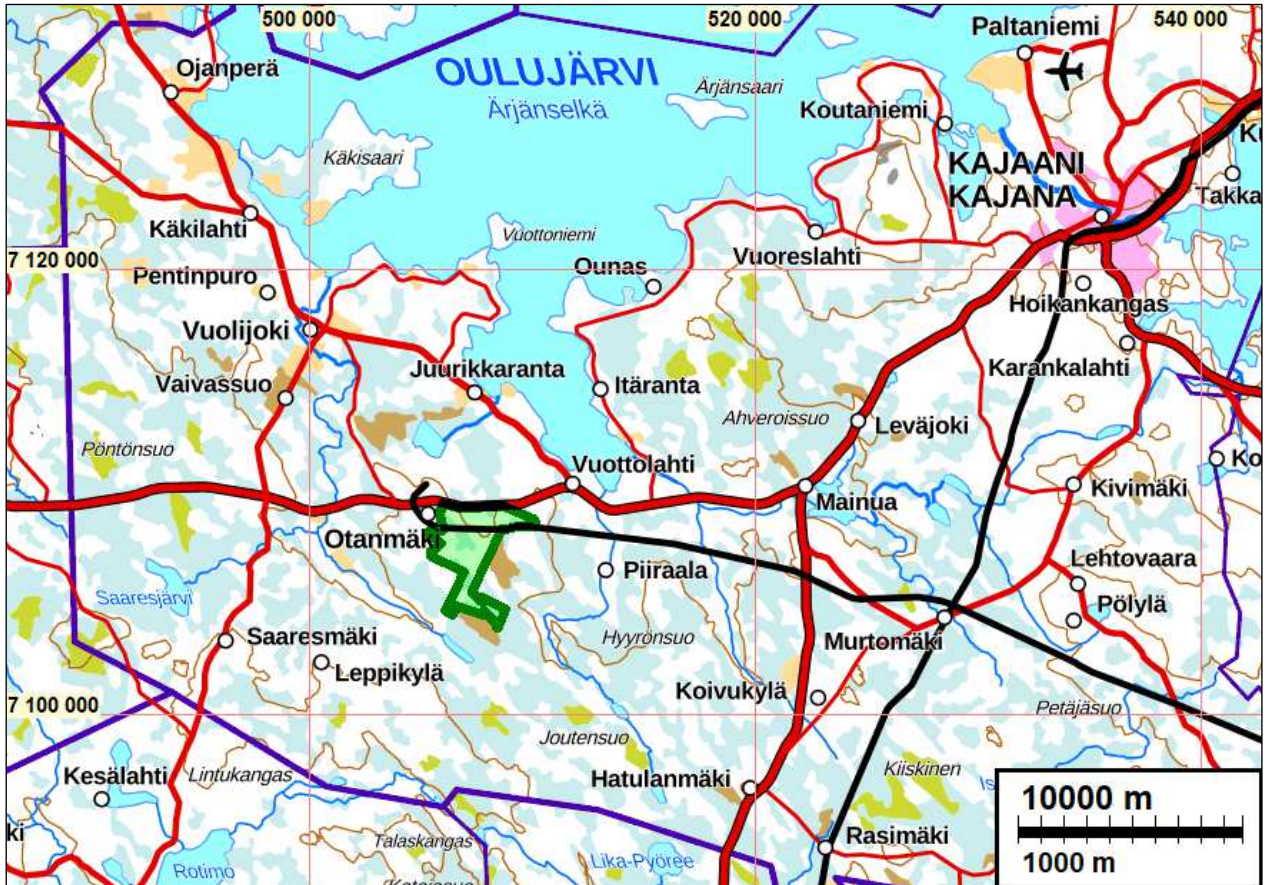 500 000
520 000
540 000
Paltaniemi
Ojanperä
OULUJÄRVI
Ärjänselkä
Ärjänsaari
Koutaniemi
Käkisaari
KAJAANI
KAJANA
Takka
Käkilahti
Vuottoniemi
7 120 000
Vuoreslahti
Ounas
Pentinpuro
Hoikankangas
Vuolijoki
Karankalahti
Juurikkaranta
Vaivassuo
Itäranta
Ahveroissuo
Leväjoki
Pöntönsuo
Vuottolahti
Ko
Kivimäki
Mainua
Otanmäki
Lehtovaara
Piiraala
Saaresjärvi
Pölylä
Saaresmäki
Hyyrönsuo
Murtomäki
Leppikylä
Koivukylä
7 100 000
Petäjäsuo
Joutensuo
Kesälahti
Lintukangas
Hatulanmäki
Kiiskinen
Is
10000 m
1000 m
ki
Talaskangas
Rasimäki
Rotimo
Lika-Pyöree